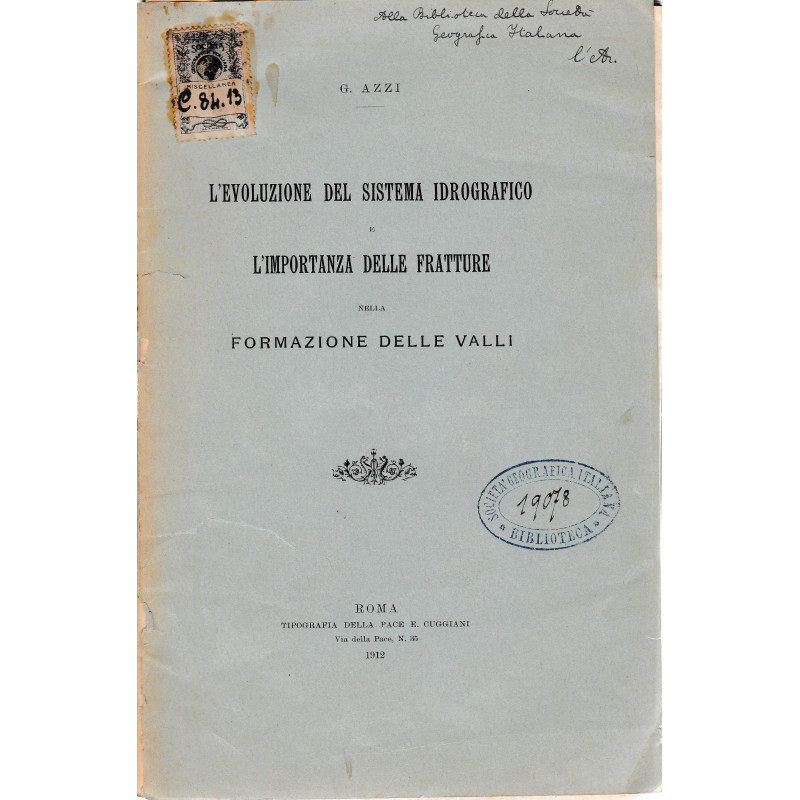 Alla Biblioteca della Società
Geografica Italiana
l'Au.
MISCELLANEA
C. 84.13
G. AZZI
L'EVOLUZIONE DEL SISTEMA IDROGRAFICO
E
L'IMPORTANZA DELLE FRATTURE
NELLA
FORMAZIONE DELLE VALLI
SOCIETÀ GEOGRAFICA ITALIANA
19078
BIBLIOTECA
ROMA
TIPOGRAFIA DELLA PACE E. CUGGIANI
Via della Pace, N. 35
1912